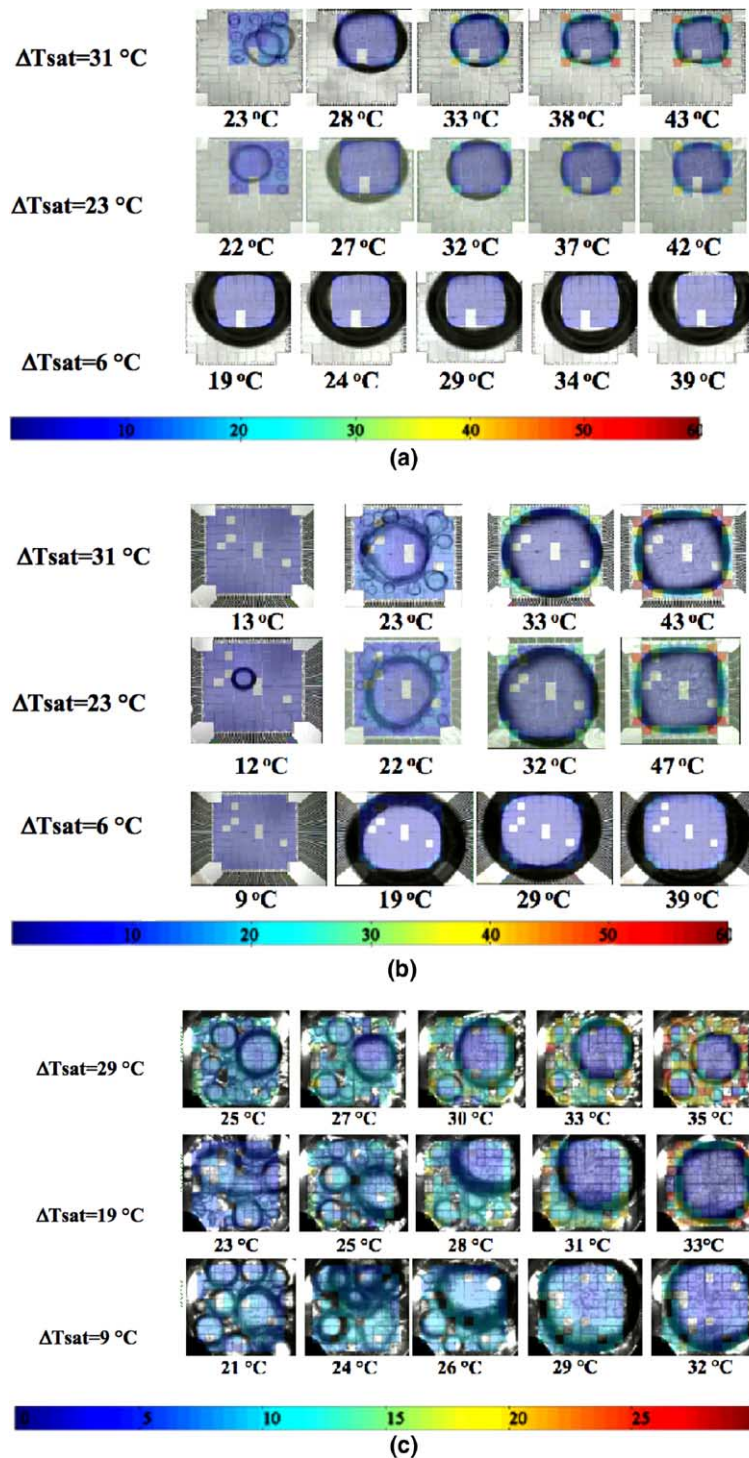 ΔTsat=31 °C
23 °C 28 °C 33 °C 38 °C 43 °C
ΔTsat=23 °C
22 °C 27 °C 32 °C 37 °C 42 °C
ΔTsat=6 °C
19 °C 24 °C 29 °C 34 °C 39 °C
10 20 30 40 50 60
(a)
ΔTsat=31 °C
13 °C 23 °C 33 °C 43 °C
ΔTsat=23 °C
12 °C 22 °C 32 °C 47 °C
ΔTsat=6 °C
9 °C 19 °C 29 °C 39 °C
10 20 30 40 50 60
(b)
ΔTsat=29 °C
25 °C 27 °C 30 °C 33 °C 35 °C
ΔTsat=19 °C
23 °C 25 °C 28 °C 31 °C 33°C
ΔTsat=9 °C
21 °C 24 °C 26 °C 29 °C 32 °C
0 5 10 15 20 25
(c)